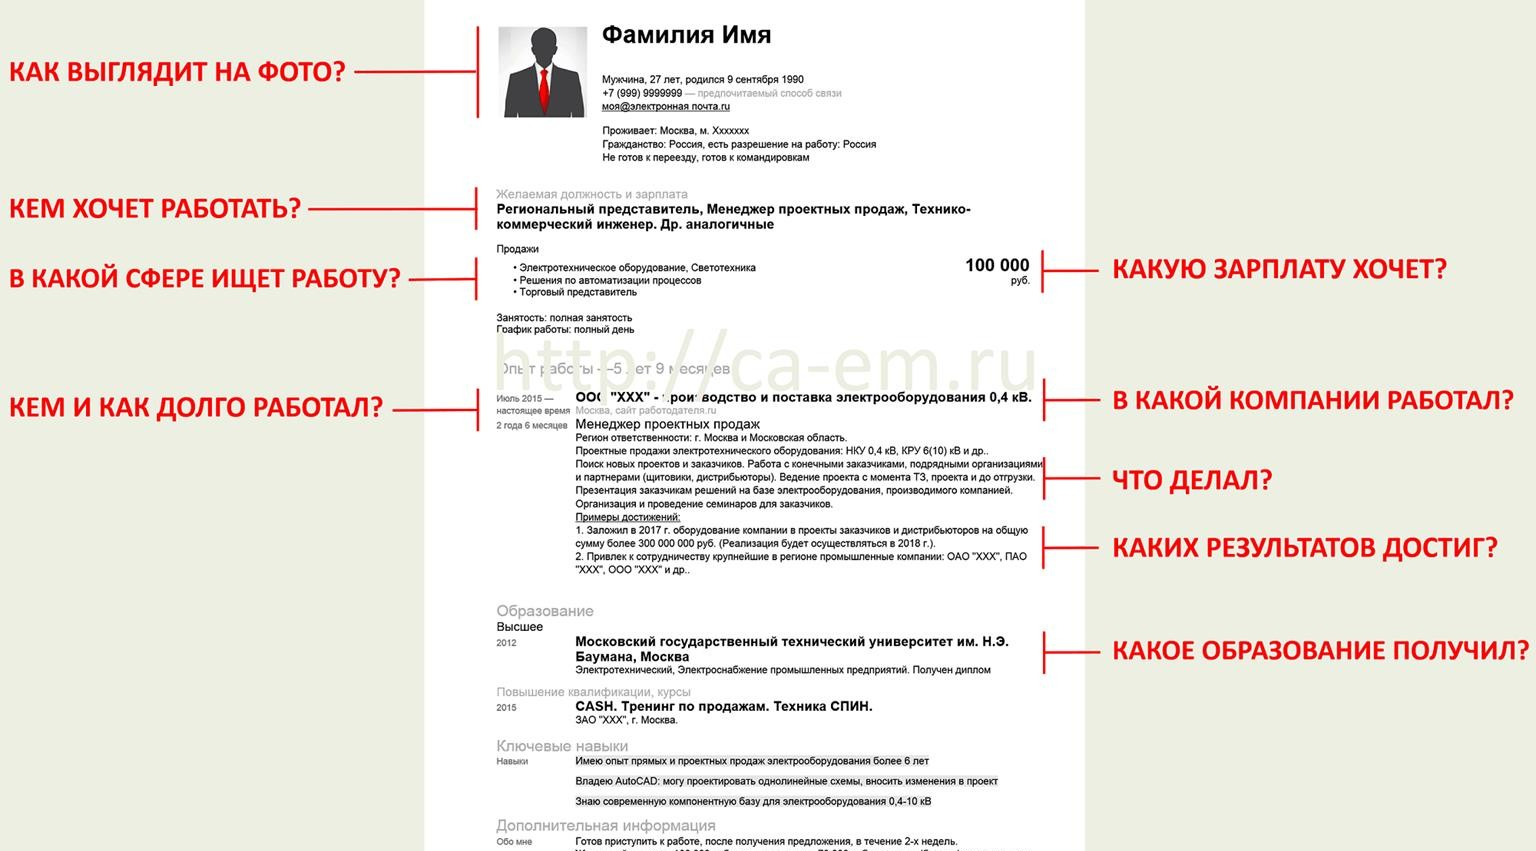 Фамилия Имя
КАК ВЫГЛЯДИТ НА ФОТО?
Мужчина, 27 лет, родился 9 сентября 1990
+7 (999) 9999999 — предпочитаемый способ связи
моя@электронная почта.ru
Проживает: Москва, м. Xxxxxxx
Гражданство: Россия, есть разрешение на работу: Россия
Не готов к переезду, готов к командировкам
Желаемая должность и зарплата
КЕМ ХОЧЕТ РАБОТАТЬ?
Региональный представитель, Менеджер проектных продаж, Технико-
коммерческий инженер. Др. аналогичные
Продажи
В КАКОЙ СФЕРЕ ИЩЕТ РАБОТУ?
• Электротехническое оборудование, Светотехника
• Решения по автоматизации процессов
• Торговый представитель
100 000
руб.
КАКУЮ ЗАРПЛАТУ ХОЧЕТ?
Занятость: полная занятость
График работы: полный день
http://ca-em.ru
Опыт работы —5 лет 9 месяцев
КЕМ И КАК ДОЛГО РАБОТАЛ?
Июль 2015 —
настоящее время
2 года 6 месяцев
ООО "XXX" - производство и поставка электрооборудования 0,4 кВ.
В КАКОЙ КОМПАНИИ РАБОТАЛ?
Москва, сайт работодателя.ru
Менеджер проектных продаж
Регион ответственности: г. Москва и Московская область.
Проектные продажи электротехнического оборудования: НКУ 0,4 кВ, КРУ 6(10) кВ и др..
Поиск новых проектов и заказчиков. Работа с конечными заказчиками, подрядными организациями
и партнерами (щитовики, дистрибьюторы). Ведение проекта с момента ТЗ, проекта и до отгрузки.
ЧТО ДЕЛАЛ?
Презентация заказчикам решений на базе электрооборудования, производимого компанией.
Организация и проведение семинаров для заказчиков.
Примеры достижений:
1. Заложил в 2017 г. оборудование компании в проекты заказчиков и дистрибьюторов на общую
сумму более 300 000 000 руб. (Реализация будет осуществляться в 2018 г.).
КАКИХ РЕЗУЛЬТАТОВ ДОСТИГ?
2. Привлек к сотрудничеству крупнейшие в регионе промышленные компании: ОАО "XXX", ПАО
"XXX", ООО "XXX" и др..
Образование
Высшее
2012
Московский государственный технический университет им. Н.Э.
Баумана, Москва
КАКОЕ ОБРАЗОВАНИЕ ПОЛУЧИЛ?
Электротехнический, Электроснабжение промышленных предприятий. Получен диплом
Повышение квалификации, курсы
2015
CASH. Тренинг по продажам. Техника СПИН.
ЗАО "XXX", г. Москва.
Ключевые навыки
Навыки
Имею опыт прямых и проектных продаж электрооборудования более 6 лет
Владею AutoCAD: могу проектировать однолинейные схемы, вносить изменения в проект
Знаю современную компонентную базу для электрооборудования 0,4-10 кВ
Дополнительная информация
Обо мне
Готов приступить к работе, после получения предложения, в течение 2-х недель.